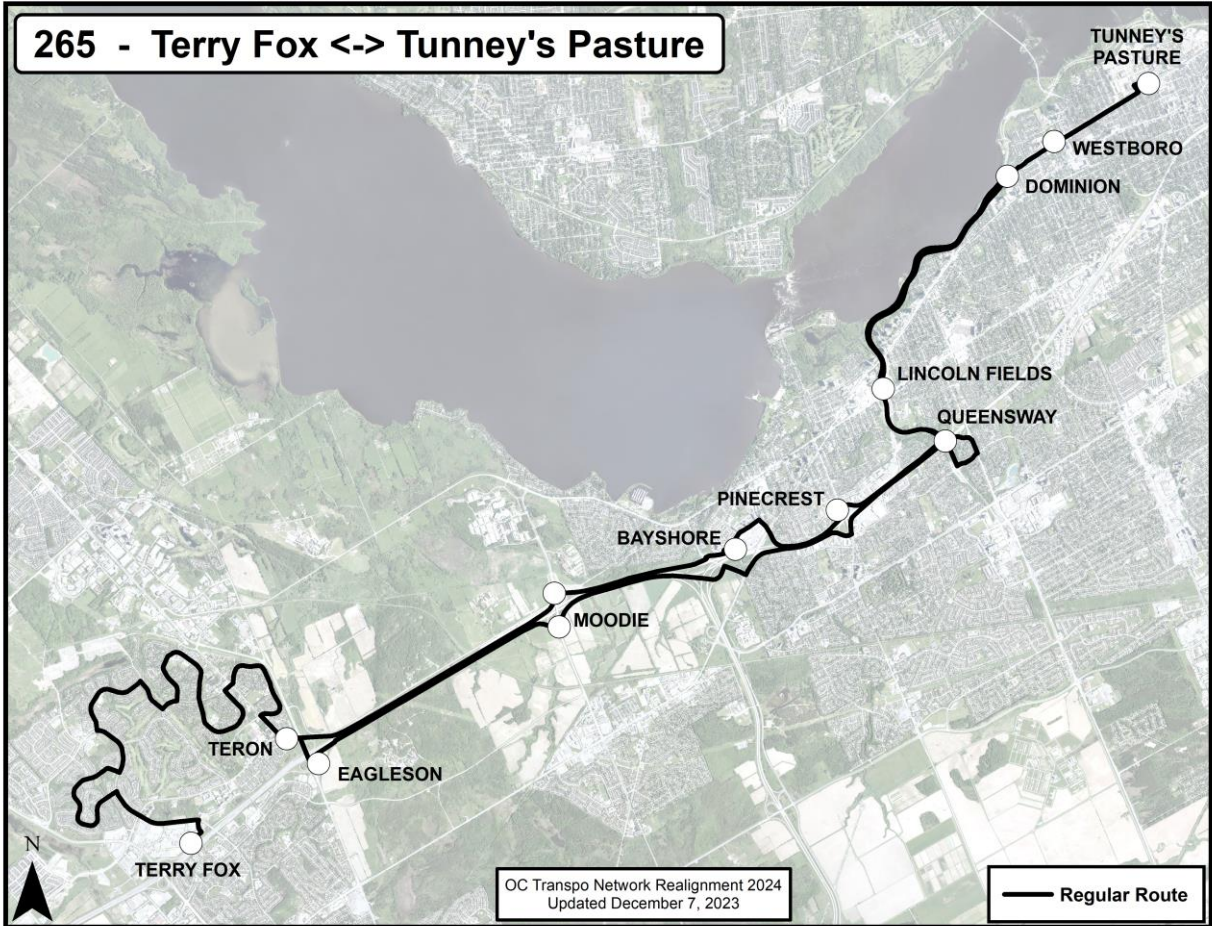 265 - Terry Fox <-> Tunney's Pasture
TUNNEY'S
PASTURE
WESTBORO
DOMINION
LINCOLN FIELDS
QUEENSWAY
PINECREST
BAYSHORE
MOODIE
TERON
EAGLESON
N
TERRY FOX
OC Transpo Network Realignment 2024
Updated December 7, 2023
Regular Route